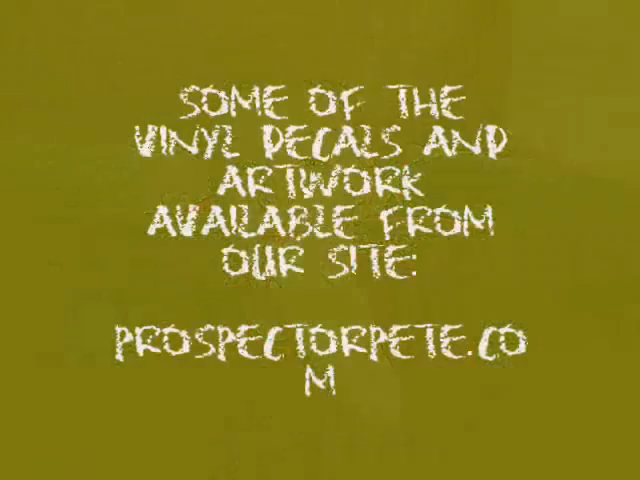 SOME OF THE
VINYL DECALS AND
ARTWORK
AVAILABLE FROM
OUR SITE:
PROSPECTORPETE.CO
M